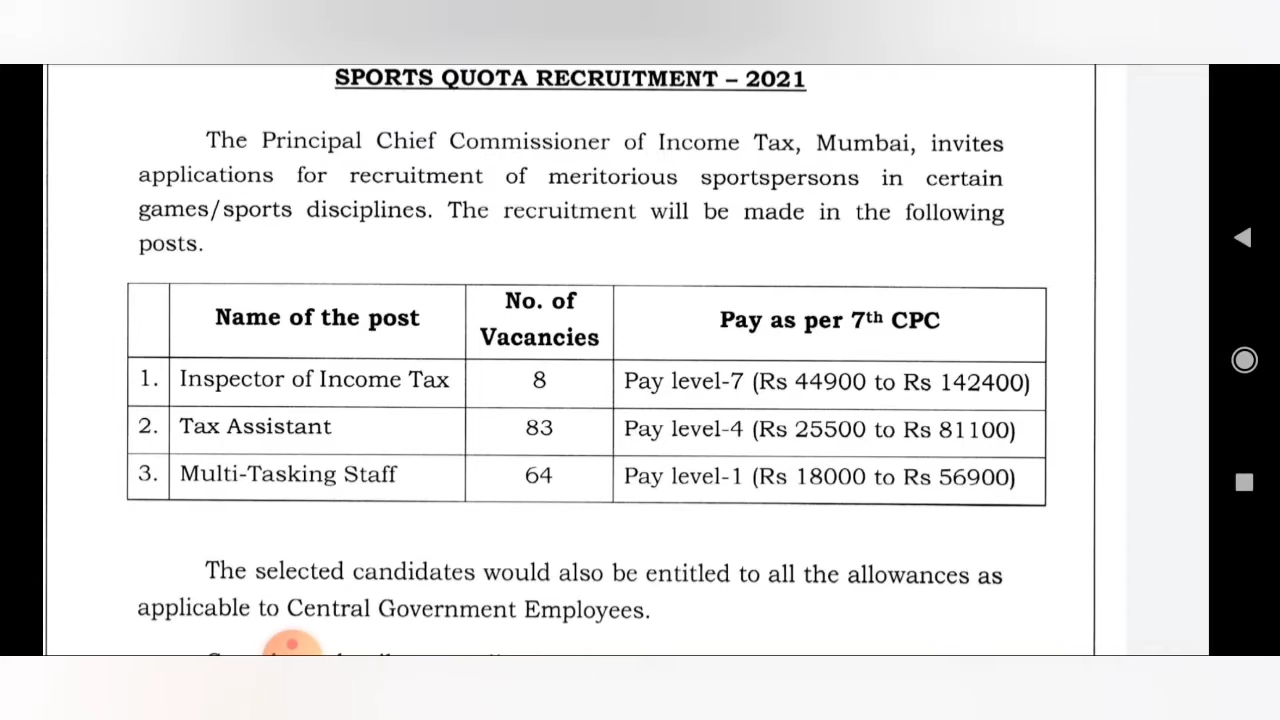 SPORTS QUOTA RECRUITMENT – 2021
The Principal Chief Commissioner of Income Tax, Mumbai, invites
applications for recruitment of meritorious sportspersons in certain
games/sports disciplines. The recruitment will be made in the following
posts.
Name of the post No. of Vacancies Pay as per 7th CPC
1. Inspector of Income Tax 8 Pay level-7 (Rs 44900 to Rs 142400)
2. Tax Assistant 83 Pay level-4 (Rs 25500 to Rs 81100)
3. Multi-Tasking Staff 64 Pay level-1 (Rs 18000 to Rs 56900)
The selected candidates would also be entitled to all the allowances as
applicable to Central Government Employees.